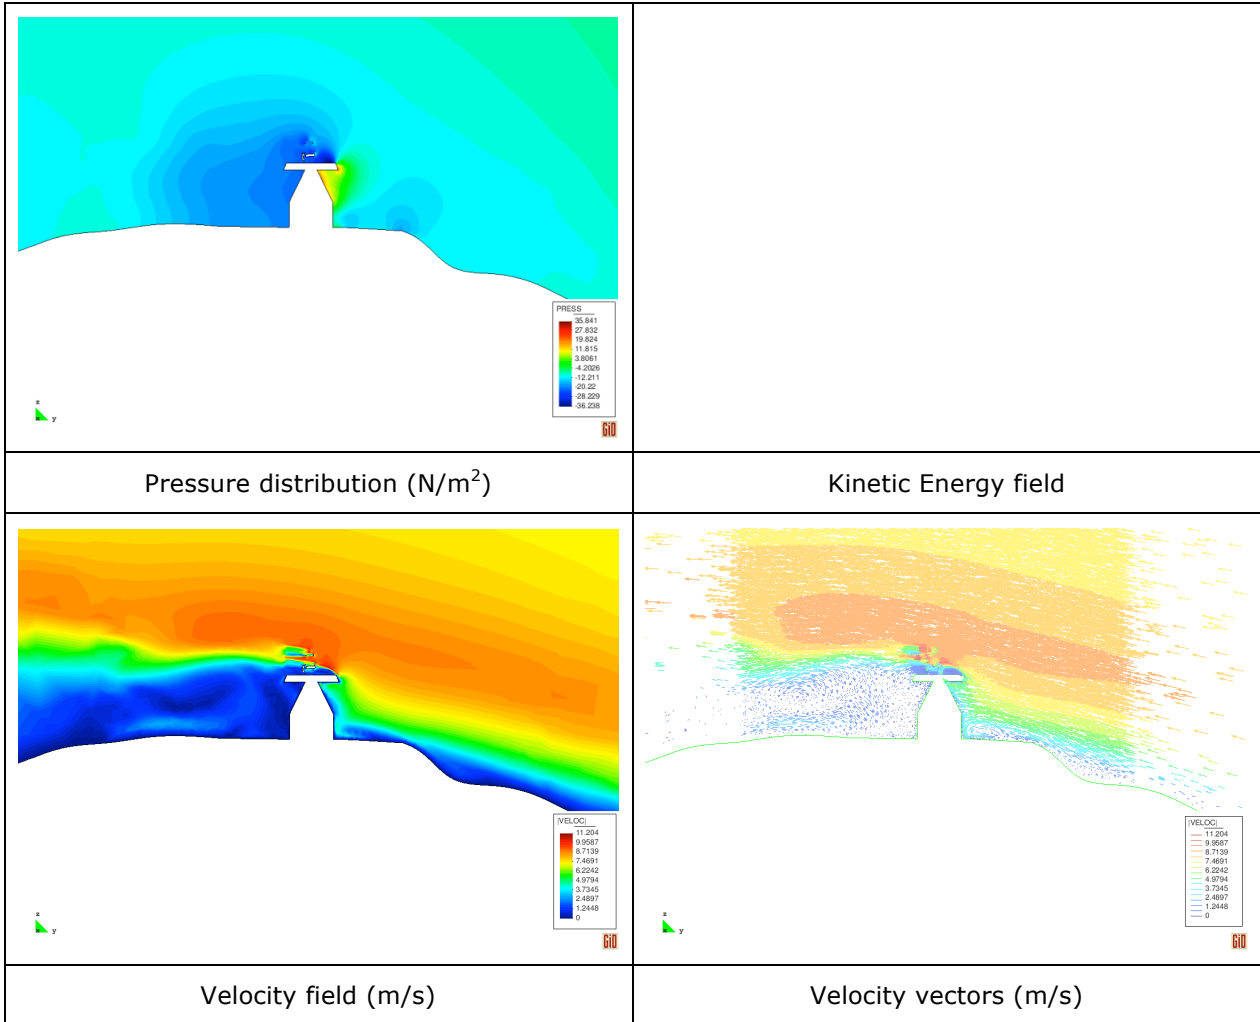 PRESS
35.841
27.832
19.824
11.815
3.8061
-4.2026
-12.211
-20.22
-28.229
-36.238
z
x y
GiD
Pressure distribution (N/m²)
Kinetic Energy field
|VELOC|
11.204
9.9587
8.7139
7.4691
6.2242
4.9794
3.7345
2.4897
1.2448
0
z
x y
GiD
|VELOC|
11.204
9.9587
8.7139
7.4691
6.2242
4.9794
3.7345
2.4897
1.2448
0
z
x y
GiD
Velocity field (m/s)
Velocity vectors (m/s)